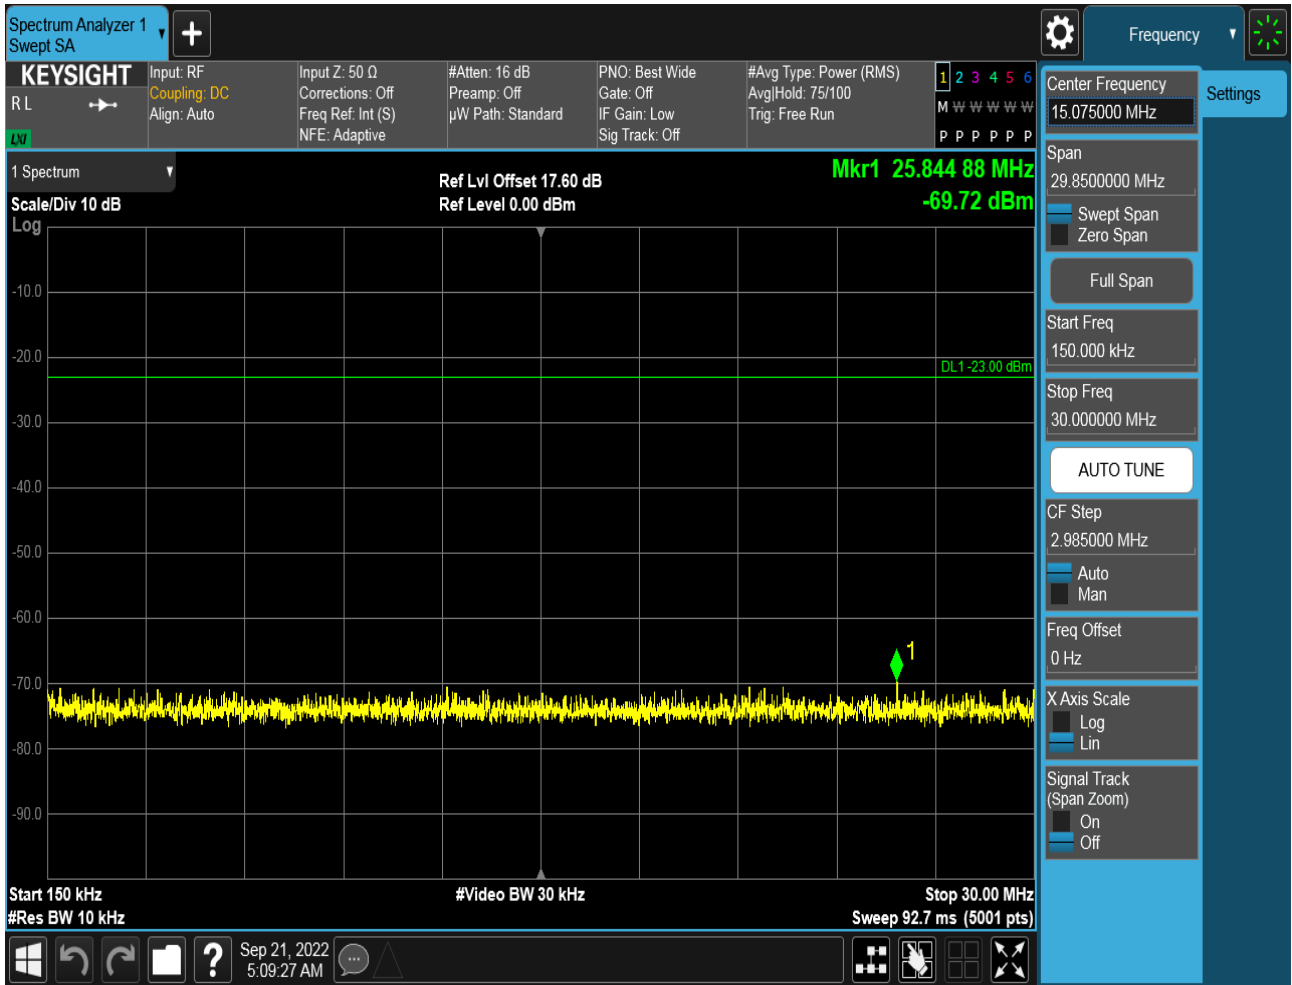 Spectrum Analyzer 1
Swept SA
Frequency
KEYSIGHT
R L
LXI
Input: RF
Coupling: DC
Align: Auto
Input Z: 50 Ω
Corrections: Off
Freq Ref: Int (S)
NFE: Adaptive
#Atten: 16 dB
Preamp: Off
µW Path: Standard
PNO: Best Wide
Gate: Off
IF Gain: Low
Sig Track: Off
#Avg Type: Power (RMS)
Avg|Hold: 75/100
Trig: Free Run
1 2 3 4 5 6
M W W W W W
P P P P P P
1 Spectrum
Scale/Div 10 dB
Log
Ref Lvl Offset 17.60 dB
Ref Level 0.00 dBm
Mkr1 25.844 88 MHz
-69.72 dBm
-10.0
-20.0
DL1 -23.00 dBm
-30.0
-40.0
-50.0
-60.0
1
-70.0
-80.0
-90.0
Start 150 kHz
#Video BW 30 kHz
Stop 30.00 MHz
#Res BW 10 kHz
Sweep 92.7 ms (5001 pts)
Center Frequency
15.075000 MHz
Settings
Span
29.8500000 MHz
Swept Span
Zero Span
Full Span
Start Freq
150.000 kHz
Stop Freq
30.000000 MHz
AUTO TUNE
CF Step
2.985000 MHz
Auto
Man
Freq Offset
0 Hz
X Axis Scale
Log
Lin
Signal Track
(Span Zoom)
On
Off
?
Sep 21, 2022
5:09:27 AM